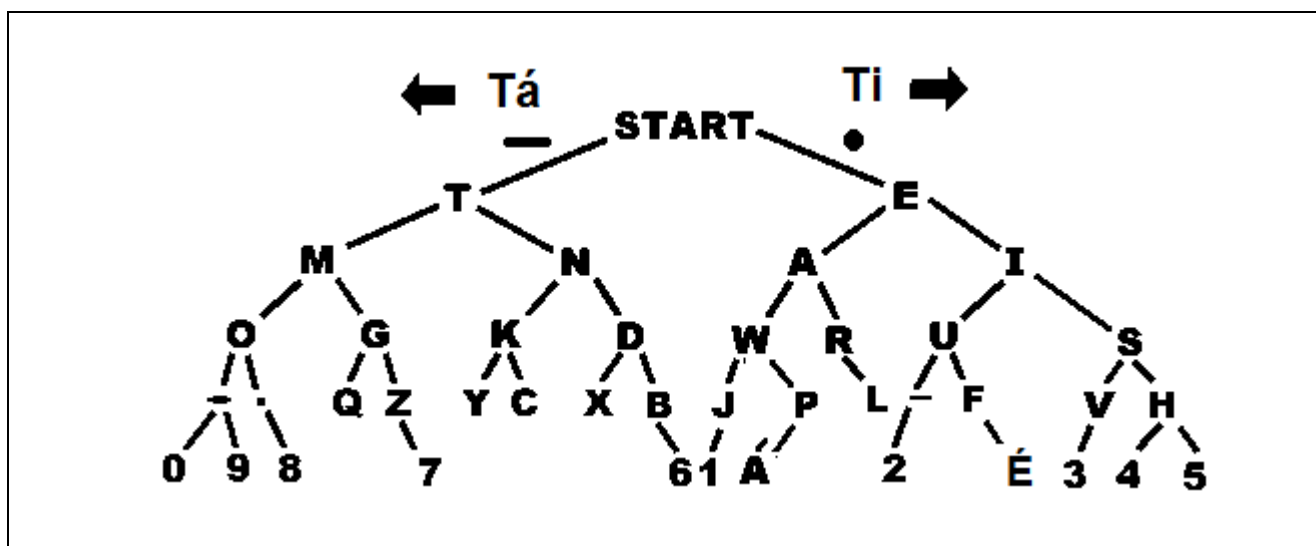 Tá Ti
START
T E
M N A I
O G K D W R U S
Q Z Y C X B J P L F V H
0 9 8 7 6 1 Á 2 É 3 4 5